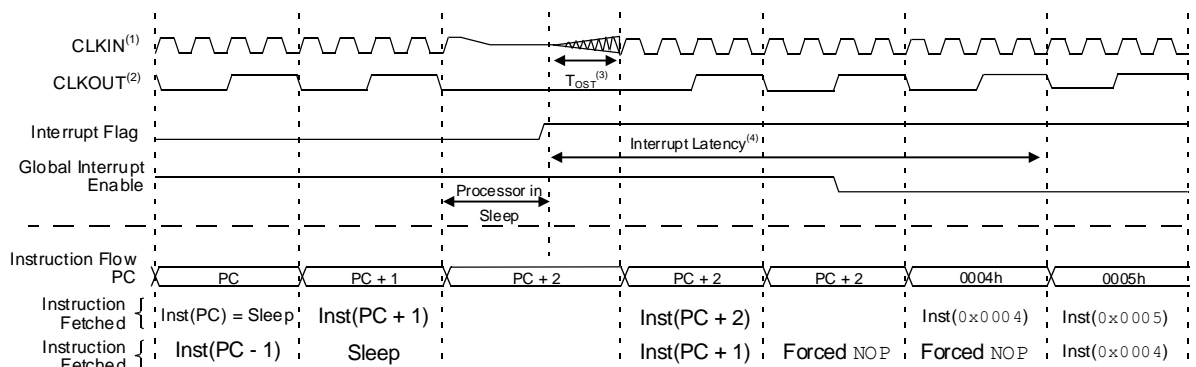 CLKIN(1)
CLKOUT(2)
TOST(3)
Interrupt Flag
Interrupt Latency(4)
Global Interrupt
Enable
Processor in
Sleep
Instruction Flow
PC PC PC + 1 PC + 2 PC + 2 PC + 2 0004h 0005h
Instruction
Fetched { Inst(PC) = Sleep Inst(PC + 1) Inst(PC + 2) Inst(0x0004) Inst(0x0005)
Instruction
Fetched { Inst(PC - 1) Sleep Inst(PC + 1) Forced NOP Forced NOP Inst(0x0004)